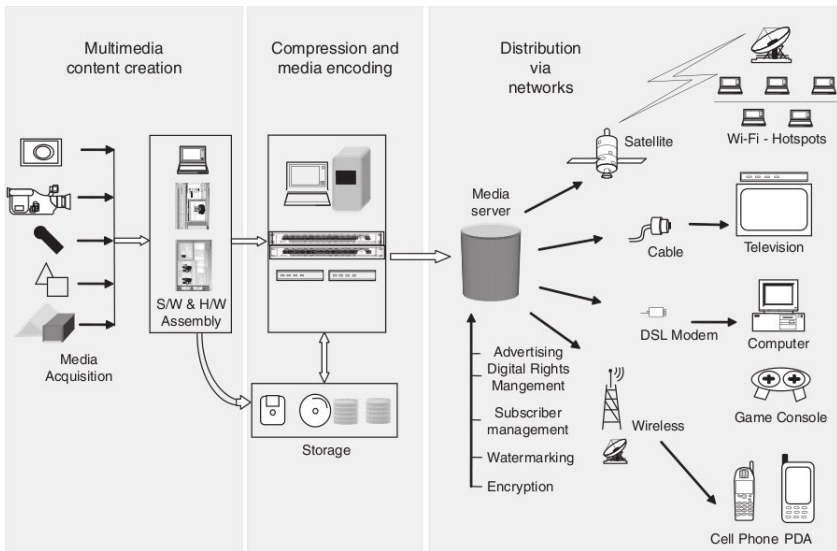 Multimedia
content creation
Compression and
media encoding
Distribution
via
networks
Satellite
Wi-Fi - Hotspots
Media
server
Cable
Television
S/W & H/W
Assembly
DSL Modem
Computer
Media
Acquisition
Advertising
Digital Rights
Mangement
Game Console
Subscriber
management
Wireless
Storage
Watermarking
Encryption
Cell Phone PDA